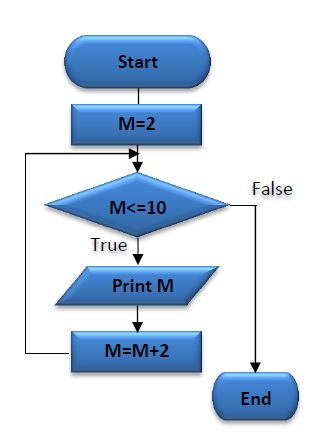 Start
M=2
M<=10
False
True
Print M
M=M+2
End